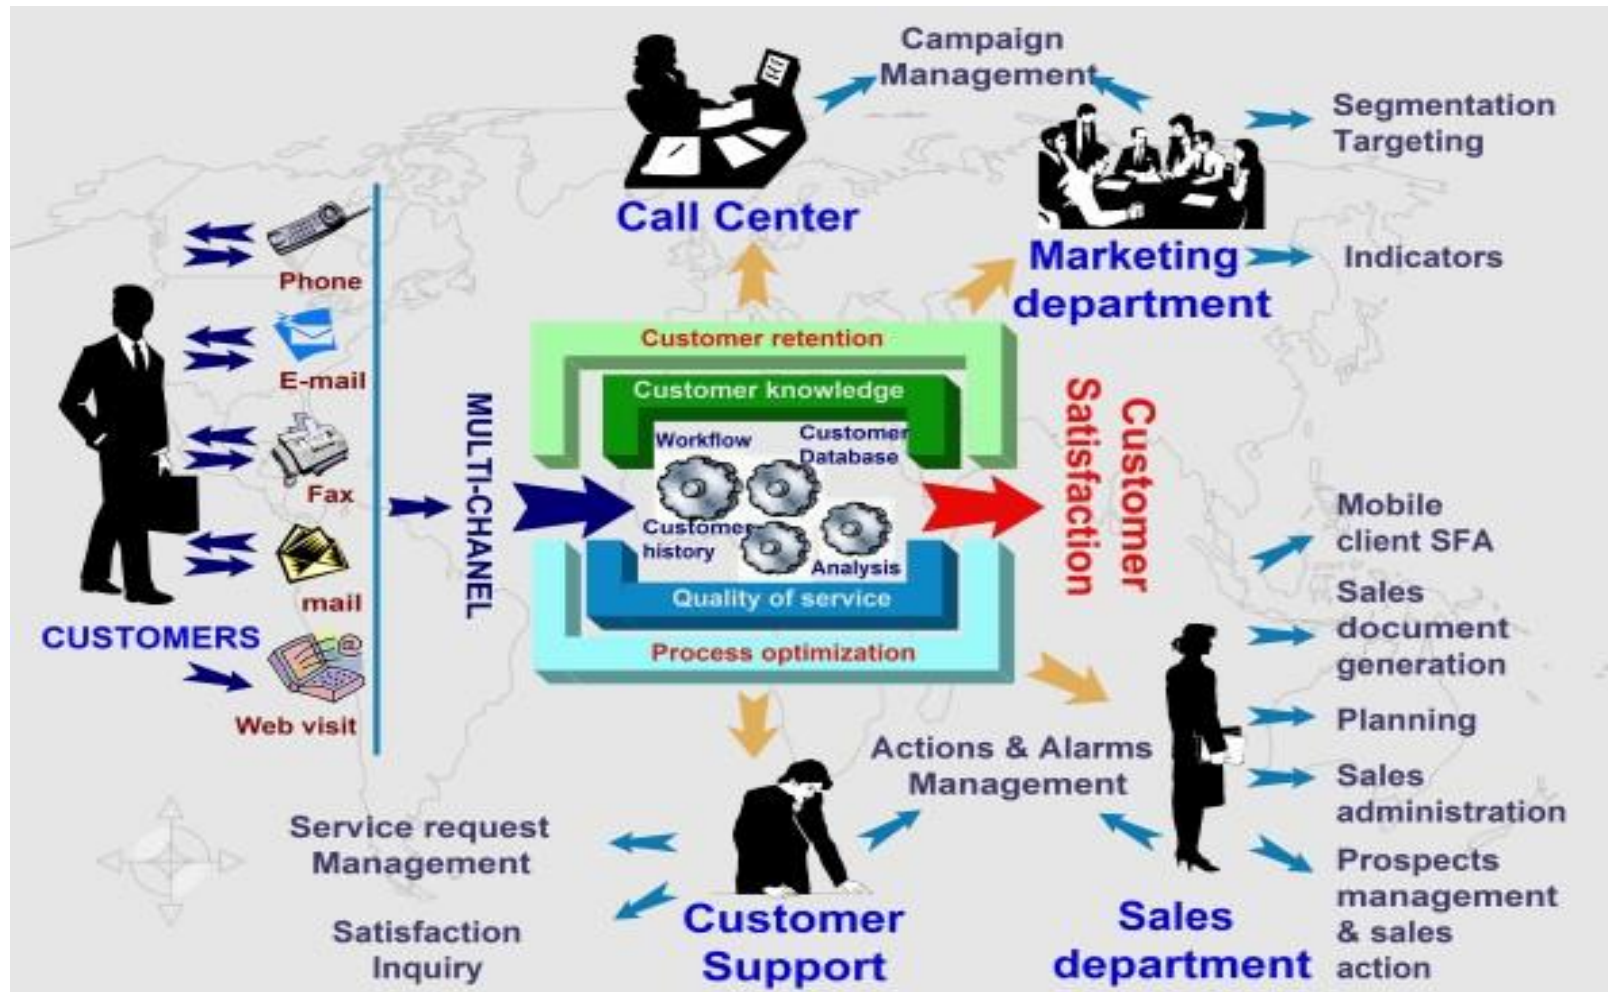 Campaign
Management
Segmentation
Targeting
Call Center
Marketing
department
Indicators
Phone
E-mail
Fax
mail
CUSTOMERS
Web visit
MULTI-CHANEL
Customer retention
Customer knowledge
Workflow
Customer
Database
Customer
history
Analysis
Quality of service
Process optimization
Customer
Satisfaction
Mobile
client SFA
Sales
document
generation
Planning
Sales
administration
Prospects
management
& sales
action
Actions & Alarms
Management
Service request
Management
Satisfaction
Inquiry
Customer
Support
Sales
department